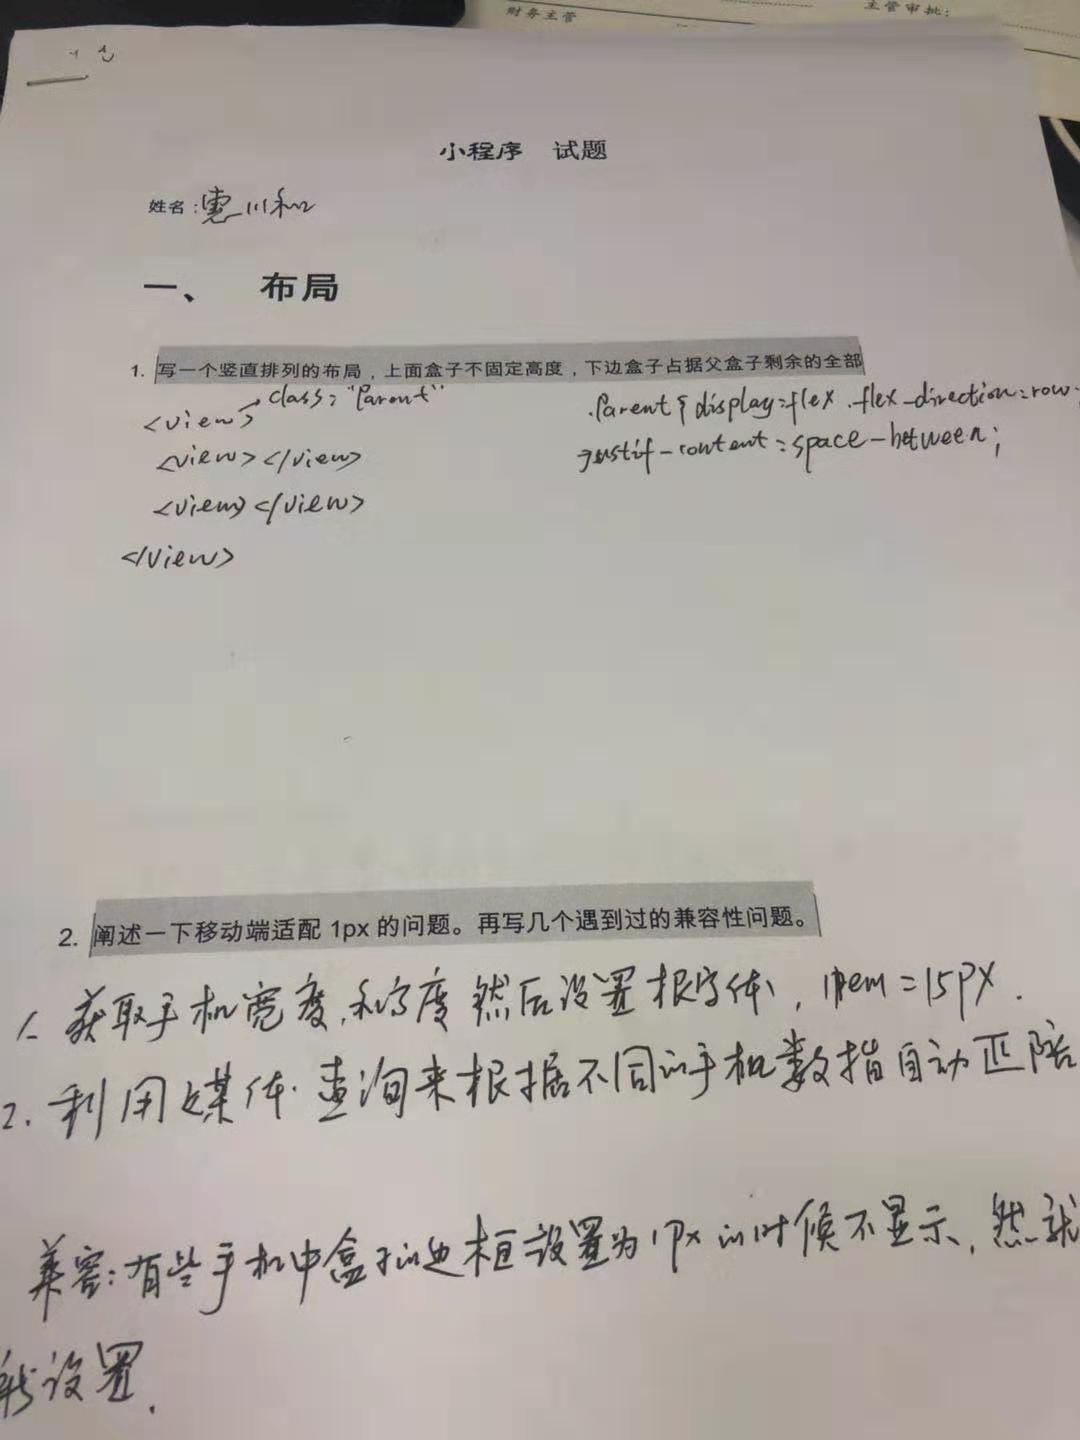 财务主管
主管审批:
小程序 试题
姓名:惠川和
一、 布局
1. 写一个竖直排列的布局，上面盒子不固定高度，下边盒子占据父盒子剩余的全部
<view> class="Parent"
<view></view>
<view></view>
</view>
.Parent{display=flex.flex-direction=row;
justif-content=space-between;
2. 阐述一下移动端适配 1px 的问题。再写几个遇到过的兼容性问题。
1. 获取手机宽度,和高度 然后设置根字体, 1rem=15px.
2. 利用媒体查询来根据不同的手机数据自动匹配
兼容:有些手机中盒子的边框设置为1px的时候不显示,然
设置.